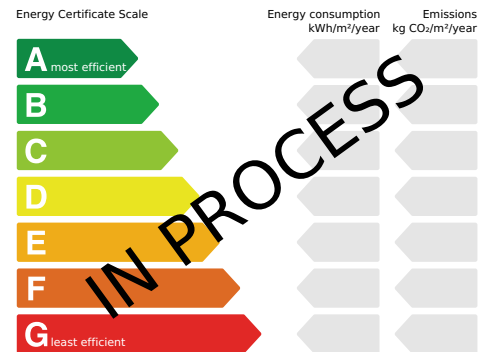 Energy Certificate Scale
Energy consumption
kWh/m²/year
Emissions
kg CO₂/m²/year
A most efficient
B
C
D
E
F
G least efficient
IN PROCESS